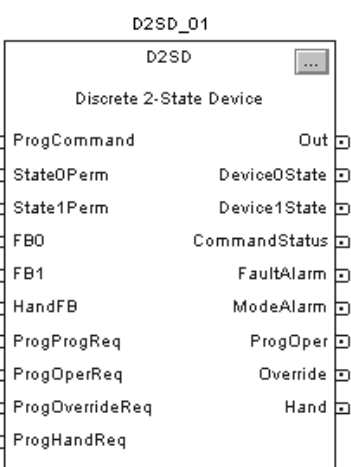 D2SD_01
D2SD
...
Discrete 2-State Device
ProgCommand Out
State0Perm Device0State
State1Perm Device1State
FB0 CommandStatus
FB1 FaultAlarm
HandFB ModeAlarm
ProgProgReq ProgOper
ProgOperReq Override
ProgOverrideReq Hand
ProgHandReq